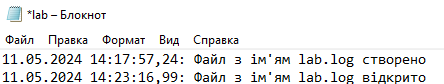 *lab – Блокнот
Файл Правка Формат Вид Справка
11.05.2024 14:17:57,24: Файл з ім'ям lab.log створено
11.05.2024 14:23:16,99: Файл з ім'ям lab.log відкрито